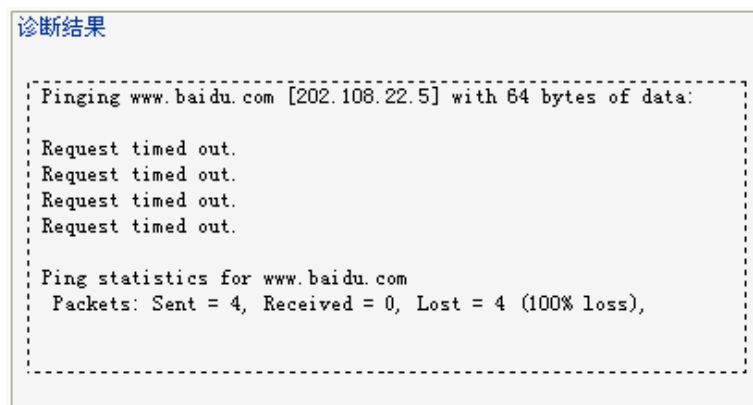 诊断结果
Pinging www.baidu.com [202.108.22.5] with 64 bytes of data:
Request timed out.
Request timed out.
Request timed out.
Request timed out.
Ping statistics for www.baidu.com
Packets: Sent = 4, Received = 0, Lost = 4 (100% loss),